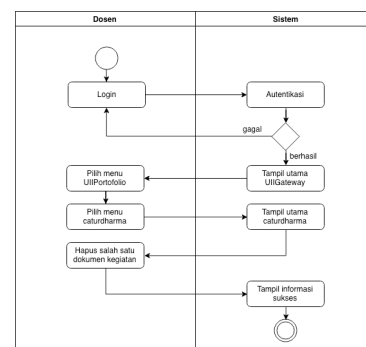 Dosen
Sistem
Login
Autentikasi
gagal
berhasil
Pilih menu
UIIPortofolio
Tampil utama
UIIGateway
Pilih menu
caturdharma
Tampil utama
caturdharma
Hapus salah satu
dokumen kegiatan
Tampil informasi
sukses